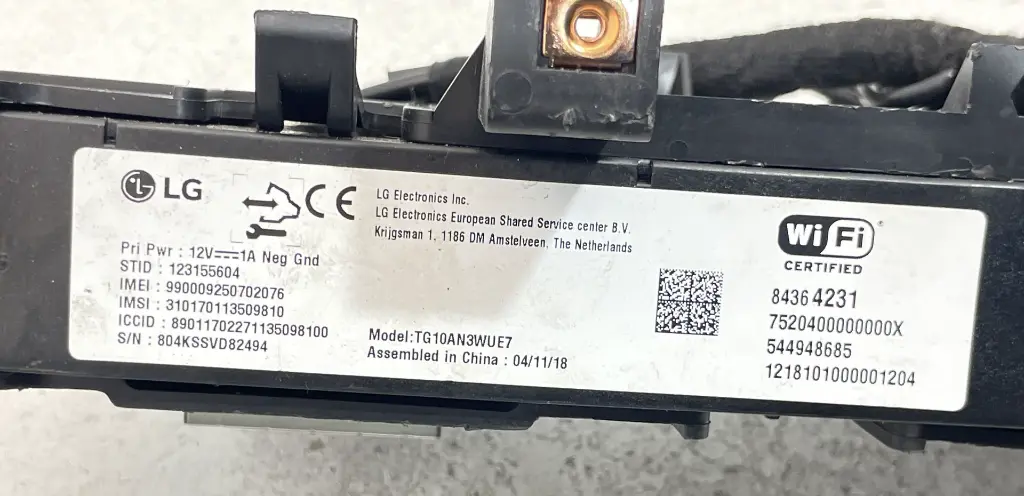 LG CE
Pri Pwr : 12V⎓1A Neg Gnd
STID : 123155604
IMEI : 990009250702076
IMSI : 310170113509810
ICCID : 89011702271135098100
S/N : 804KSSVD82494
LG Electronics Inc.
LG Electronics European Shared Service center B.V.
Krijgsman 1, 1186 DM Amstelveen, The Netherlands
Model:TG10AN3WUE7
Assembled in China : 04/11/18
Wi Fi
CERTIFIED
8436 4231
7520400000000X
544948685
1218101000001204